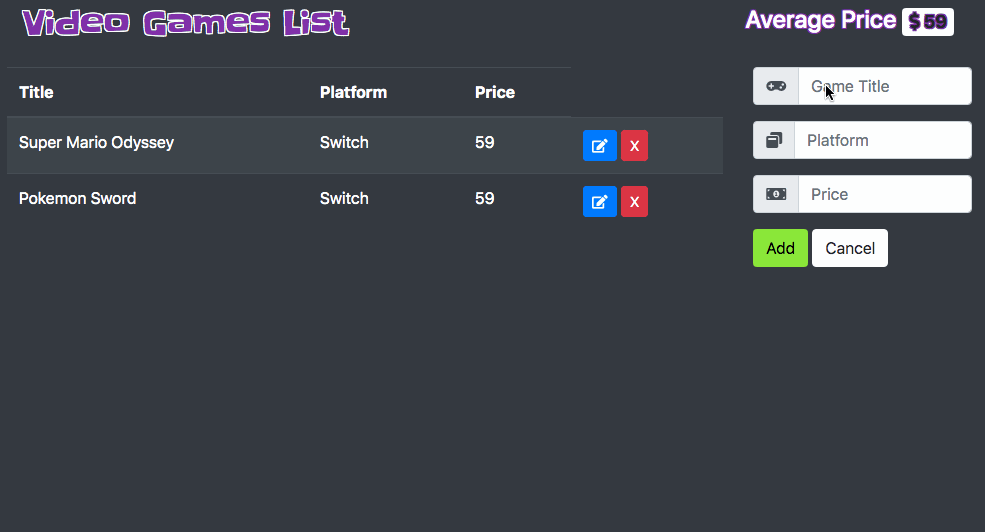 Video Games List
Average Price $ 59
Title Platform Price
Super Mario Odyssey Switch 59 X
Pokemon Sword Switch 59 X
Game Title
Platform
Price
Add Cancel